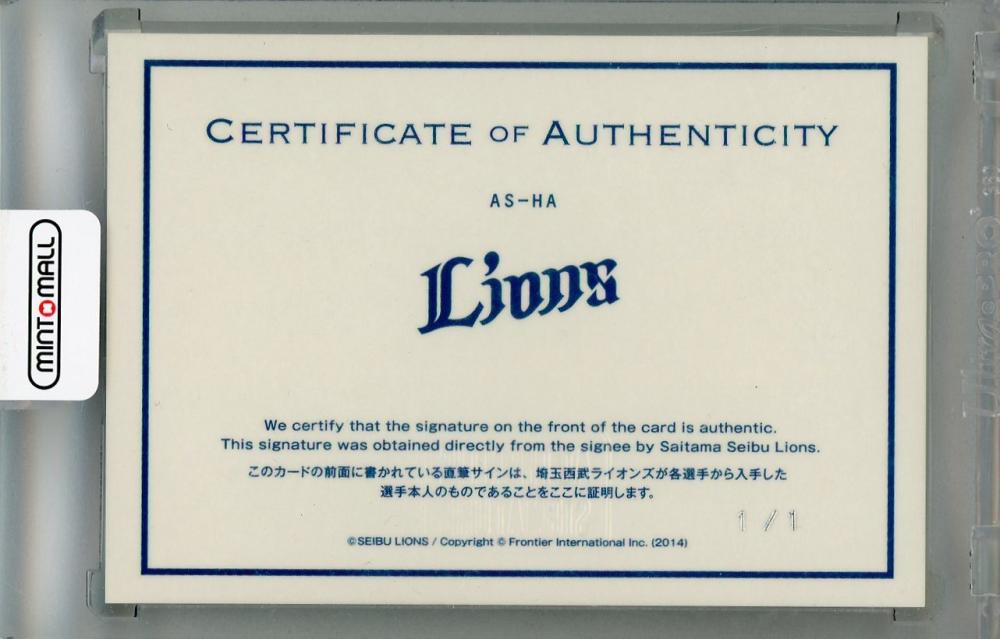 CERTIFICATE OF AUTHENTICITY
AS-HA
Lions
We certify that the signature on the front of the card is authentic.
This signature was obtained directly from the signee by Saitama Seibu Lions.
このカードの前面に書かれている直筆サインは、埼玉西武ライオンズが各選手から入手した
選手本人のものであることをここに証明します。
1/1
©SEIBU LIONS / Copyright © Frontier International Inc. (2014)
MINTMALL